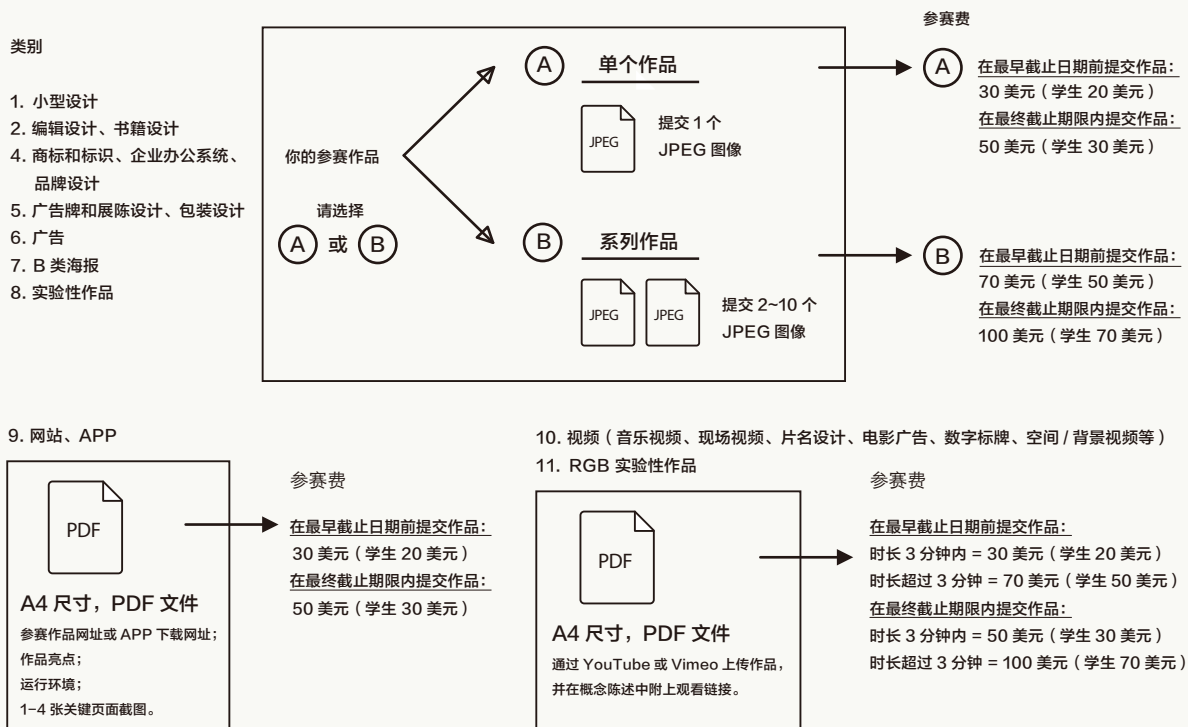 类别
1. 小型设计
2. 编辑设计、书籍设计
4. 商标和标识、企业办公系统、
品牌设计
5. 广告牌和展陈设计、包装设计
6. 广告
7. B 类海报
8. 实验性作品
你的参赛作品
请选择
A 或 B
A 单个作品
JPEG
提交 1 个
JPEG 图像
B 系列作品
JPEG JPEG
提交 2~10 个
JPEG 图像
参赛费
A
在最早截止日期前提交作品:
30 美元(学生 20 美元)
在最终截止期限内提交作品:
50 美元(学生 30 美元)
B
在最早截止日期前提交作品:
70 美元(学生 50 美元)
在最终截止期限内提交作品:
100 美元(学生 70 美元)
9. 网站、APP
PDF
A4 尺寸,PDF 文件
参赛作品网址或 APP 下载网址;
作品亮点;
运行环境;
1-4 张关键页面截图。
参赛费
在最早截止日期前提交作品:
30 美元(学生 20 美元)
在最终截止期限内提交作品:
50 美元(学生 30 美元)
10. 视频(音乐视频、现场视频、片名设计、电影广告、数字标牌、空间 / 背景视频等)
11. RGB 实验性作品
PDF
A4 尺寸,PDF 文件
通过 YouTube 或 Vimeo 上传作品,
并在概念陈述中附上观看链接。
参赛费
在最早截止日期前提交作品:
时长 3 分钟内 = 30 美元(学生 20 美元)
时长超过 3 分钟 = 70 美元(学生 50 美元)
在最终截止期限内提交作品:
时长 3 分钟内 = 50 美元(学生 30 美元)
时长超过 3 分钟 = 100 美元(学生 70 美元)